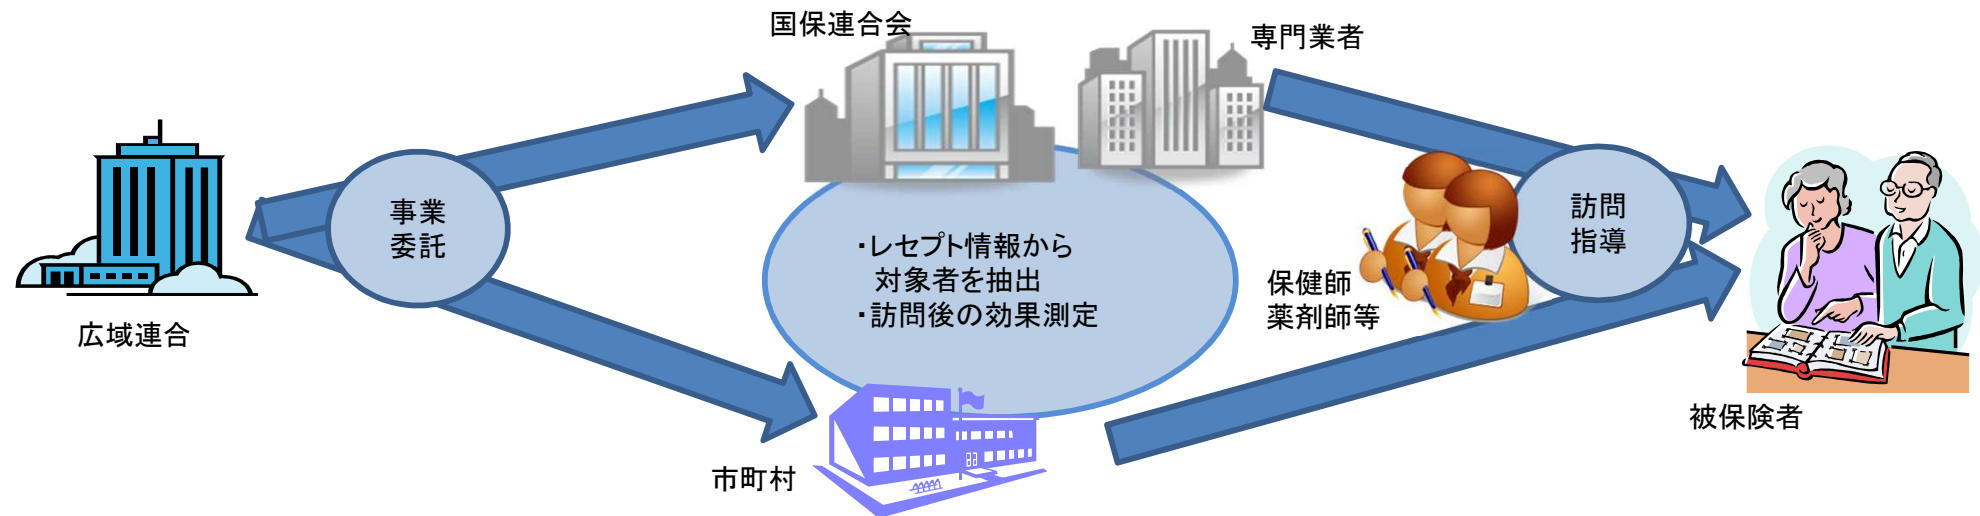 国保連合会
専門業者
事業
委託
訪問
指導
・レセプト情報から
対象者を抽出
・訪問後の効果測定
保健師
薬剤師等
広域連合
被保険者
市町村